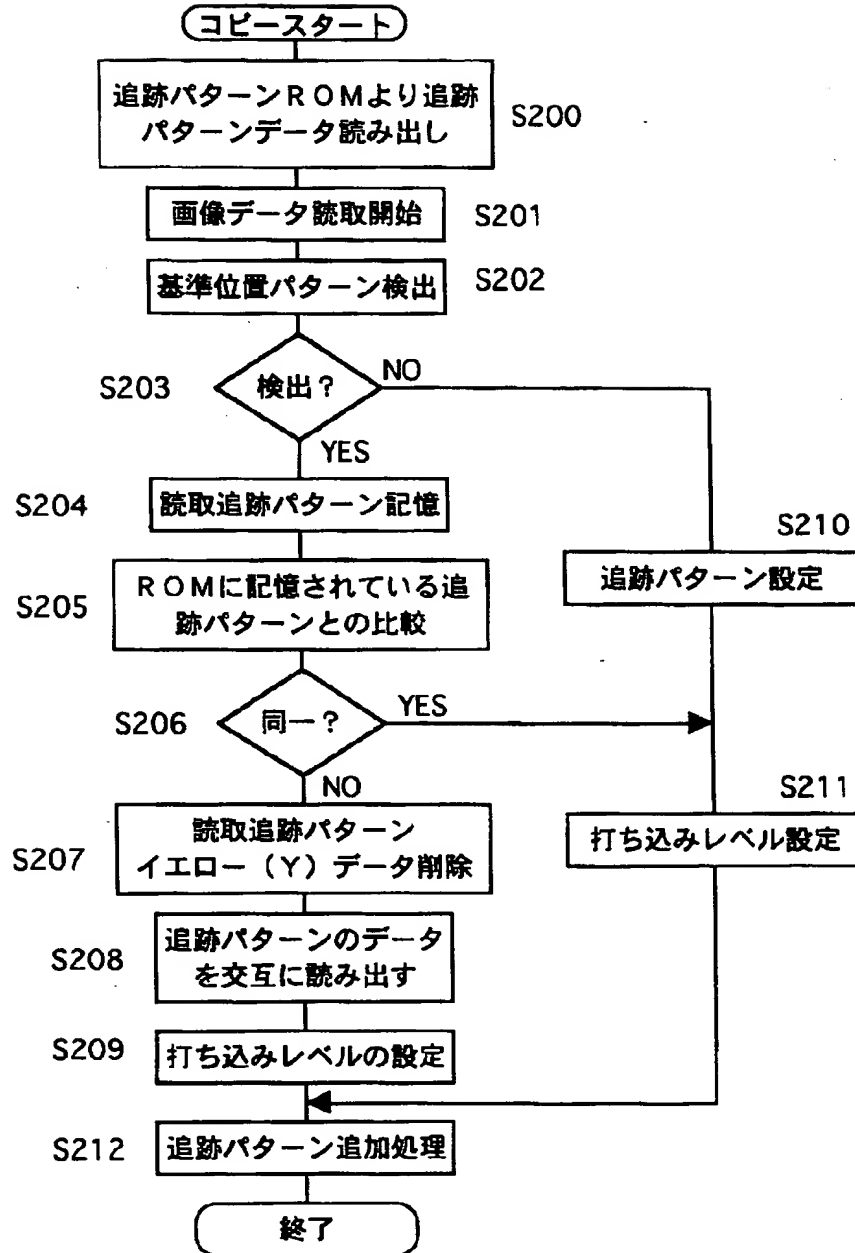 コピースタート
追跡パターンROMより追跡
パターンデータ読み出し
S200
画像データ読取開始
S201
基準位置パターン検出
S202
S203
検出?
NO
YES
S204
読取追跡パターン記憶
S210
追跡パターン設定
S205
ROMに記憶されている追
跡パターンとの比較
S206
同一?
YES
NO
S211
打ち込みレベル設定
S207
読取追跡パターン
イエロー(Y)データ削除
S208
追跡パターンのデータ
を交互に読み出す
S209
打ち込みレベルの設定
S212
追跡パターン追加処理
終了